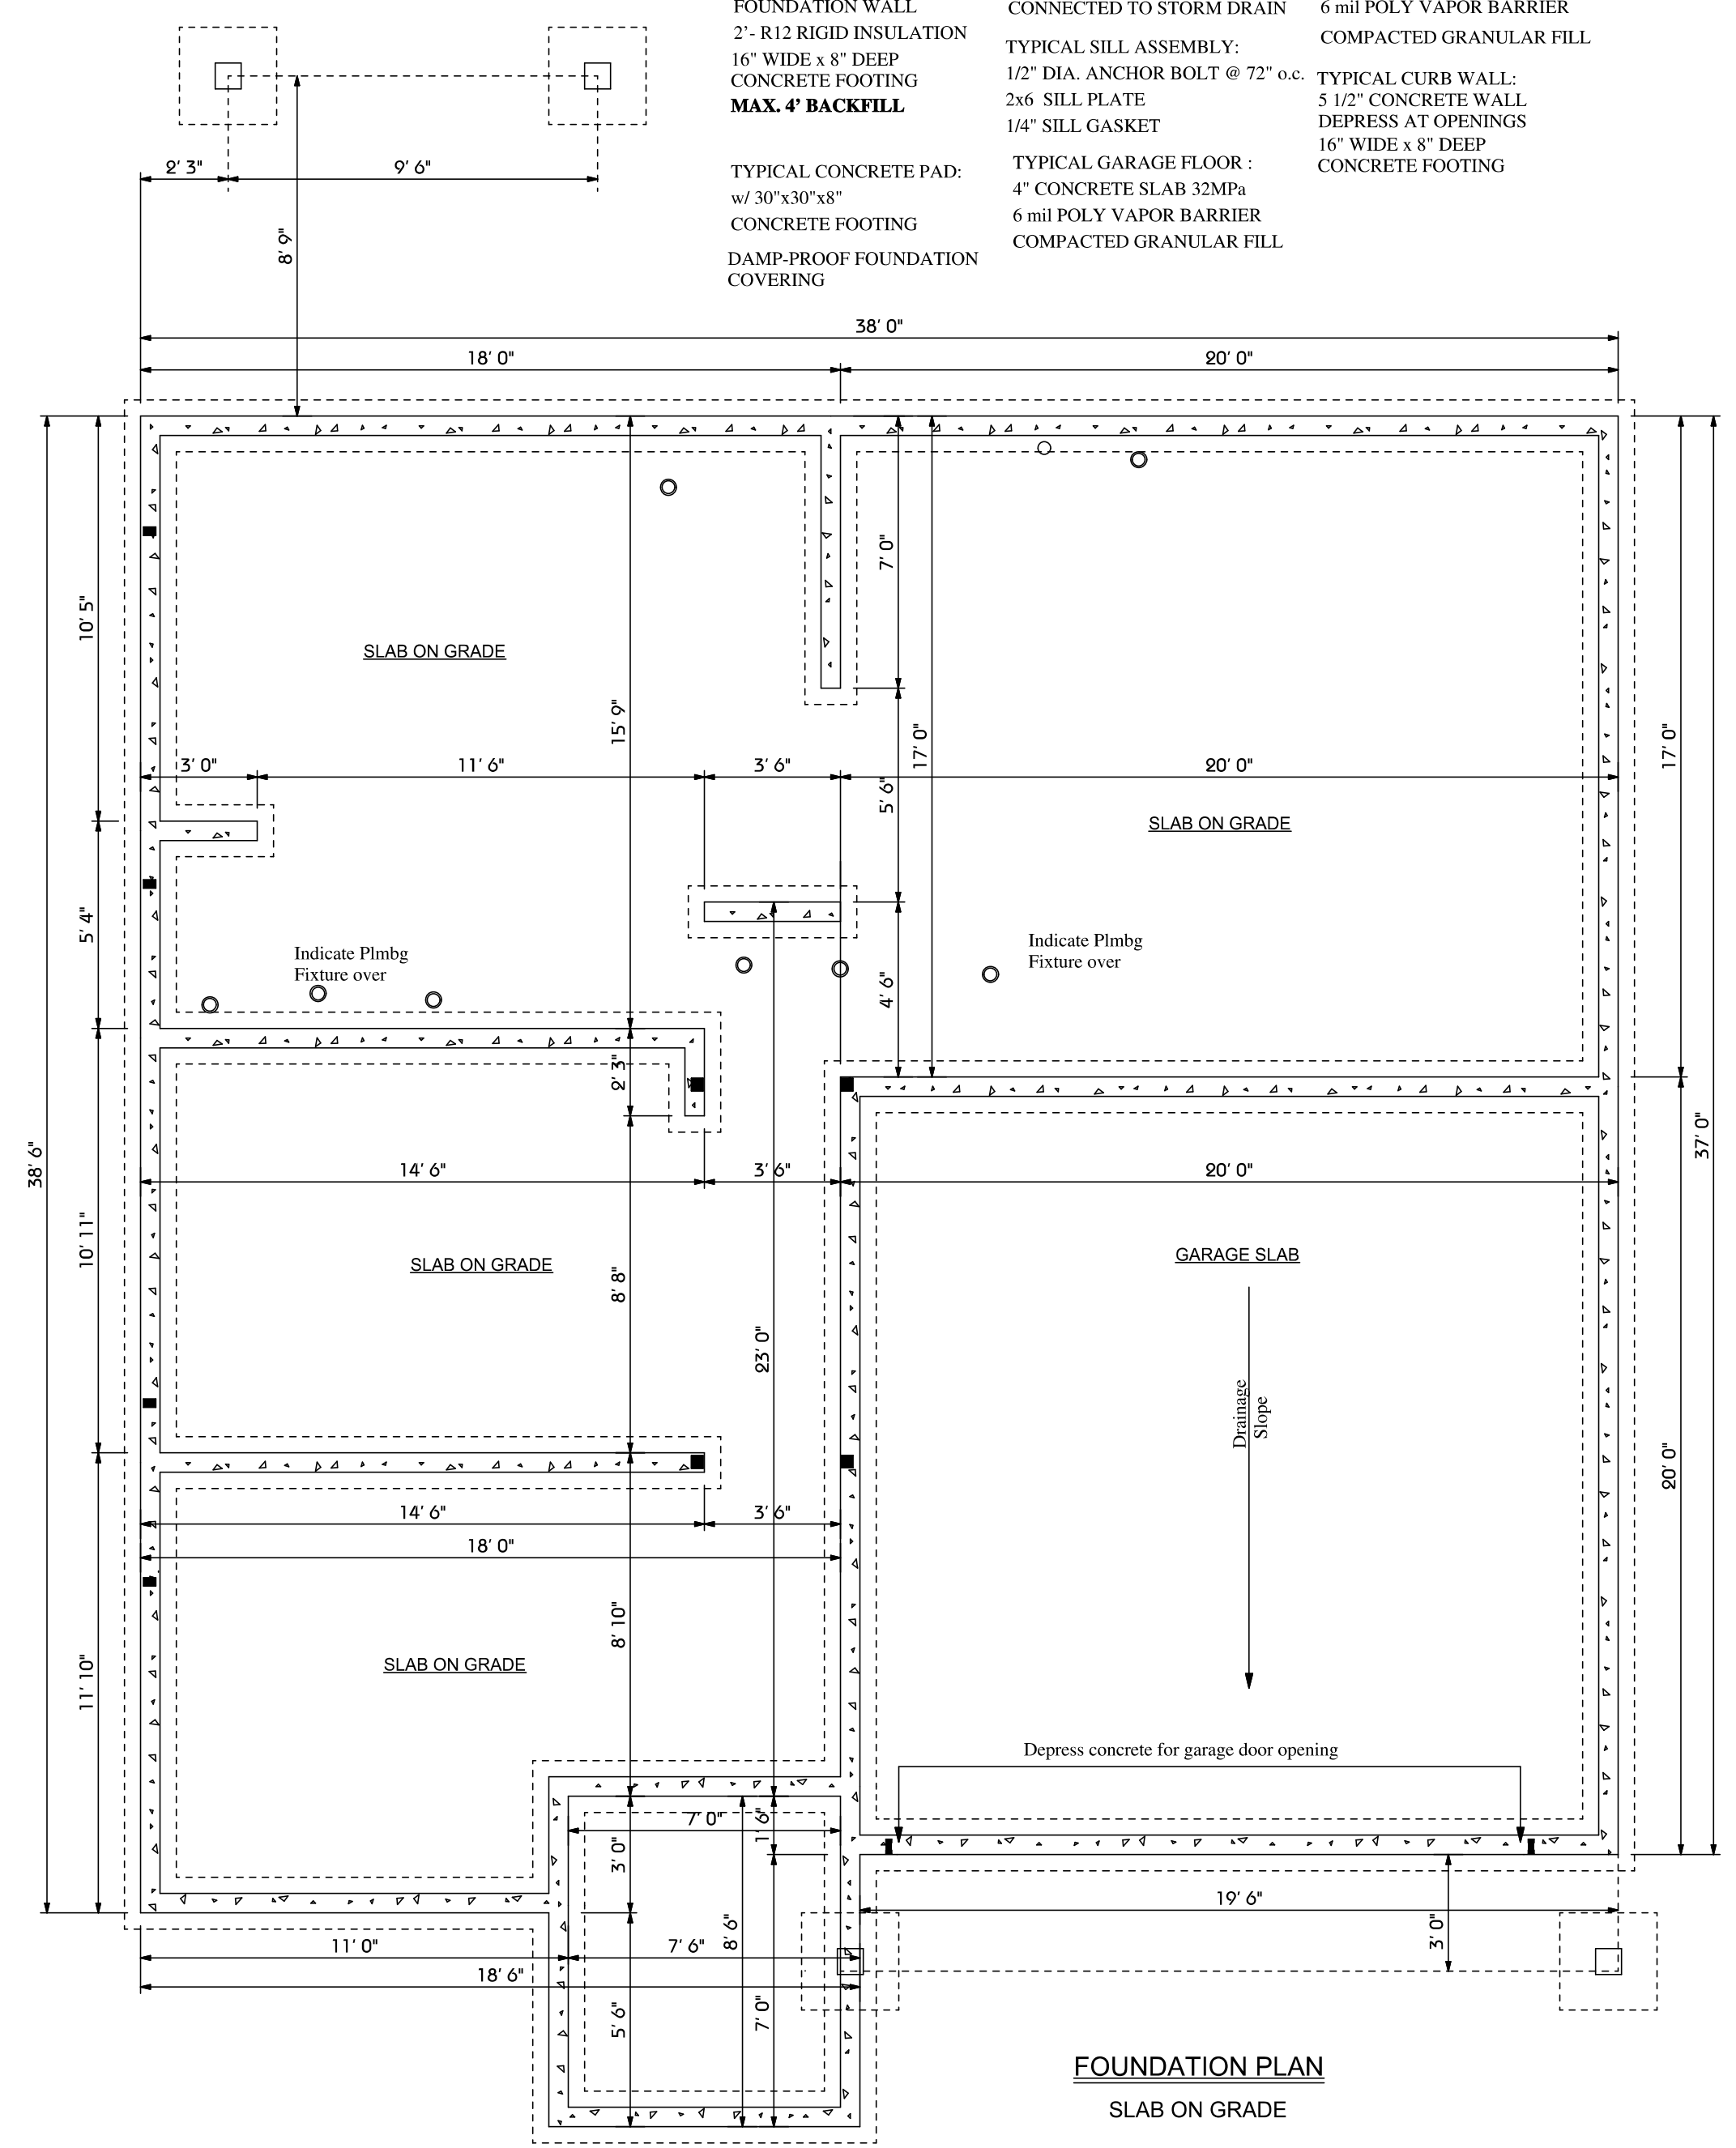 FOUNDATION WALL
2'- R12 RIGID INSULATION
16" WIDE x 8" DEEP
CONCRETE FOOTING
MAX. 4' BACKFILL
TYPICAL CONCRETE PAD:
w/ 30"x30"x8"
CONCRETE FOOTING
DAMP-PROOF FOUNDATION
COVERING
CONNECTED TO STORM DRAIN
TYPICAL SILL ASSEMBLY:
1/2" DIA. ANCHOR BOLT @ 72" o.c.
2x6 SILL PLATE
1/4" SILL GASKET
TYPICAL GARAGE FLOOR :
4" CONCRETE SLAB 32MPa
6 mil POLY VAPOR BARRIER
COMPACTED GRANULAR FILL
6 mil POLY VAPOR BARRIER
COMPACTED GRANULAR FILL
TYPICAL CURB WALL:
5 1/2" CONCRETE WALL
DEPRESS AT OPENINGS
16" WIDE x 8" DEEP
CONCRETE FOOTING
2' 3"
9' 6"
8' 9"
38' 0"
18' 0"
20' 0"
10' 5"
7' 0"
SLAB ON GRADE
15' 9"
17' 0"
17' 0"
3' 0"
11' 6"
3' 6"
20' 0"
5' 6"
SLAB ON GRADE
5' 4"
Indicate Plmbg
Fixture over
Indicate Plmbg
Fixture over
4' 6"
2' 3"
38' 6"
37' 0"
14' 6"
3' 6"
20' 0"
10' 11"
SLAB ON GRADE
8' 8"
GARAGE SLAB
23' 0"
Drainage
Slope
20' 0"
14' 6"
3' 6"
18' 0"
8' 10"
11' 10"
SLAB ON GRADE
Depress concrete for garage door opening
7' 0"
1' 6"
3' 0"
19' 6"
8' 6"
3' 0"
11' 0"
7' 6"
18' 6"
5' 6"
7' 0"
FOUNDATION PLAN
SLAB ON GRADE